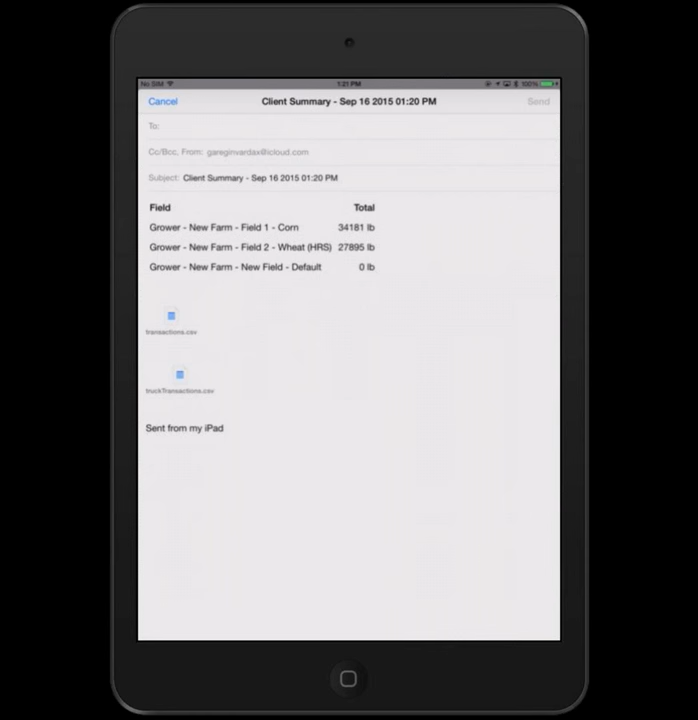 No SIM 1:21 PM 100%
Cancel Client Summary - Sep 16 2015 01:20 PM Send
To:
Cc/Bcc, From: gareginvardax@icloud.com
Subject: Client Summary - Sep 16 2015 01:20 PM
Field Total
Grower - New Farm - Field 1 - Corn 34181 lb
Grower - New Farm - Field 2 - Wheat (HRS) 27895 lb
Grower - New Farm - New Field - Default 0 lb
transactions.csv
truckTransactions.csv
Sent from my iPad